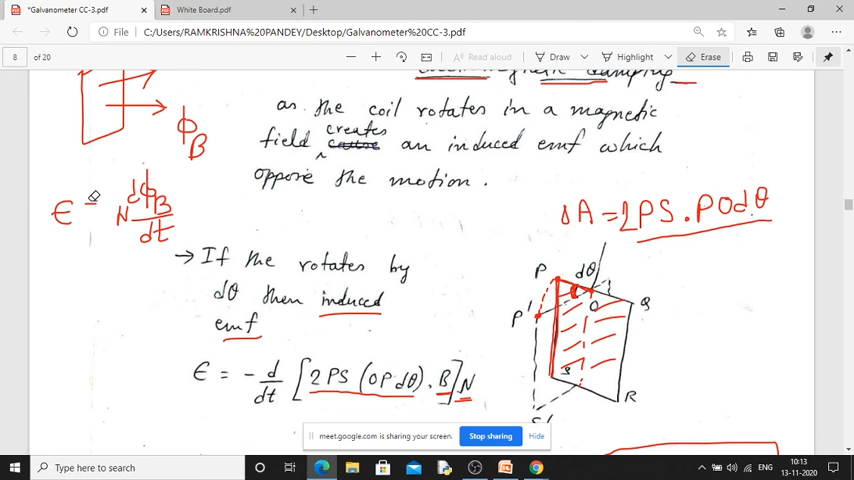 *Galvanometer CC-3.pdf
White Board.pdf
File | C:/Users/RAMKRISHNA PANDEY/Desktop/Galvanometer%20CC-3.pdf
8 of 20
Read aloud
Draw
Highlight
Erase
damping
as the coil rotates in a magnetic
field creates an induced emf which
oppose the motion.
ϕB
ϵ = N dϕB/dt
dA = 2PS. POdθ
→ If the rotates by
dθ then induced
emf
ϵ = - d/dt [2PS (OP dθ) . B] N
P
dθ
P'
O
Q
S
R
S'
meet.google.com is sharing your screen.
Stop sharing
Hide
Type here to search
ENG
10:13
13-11-2020